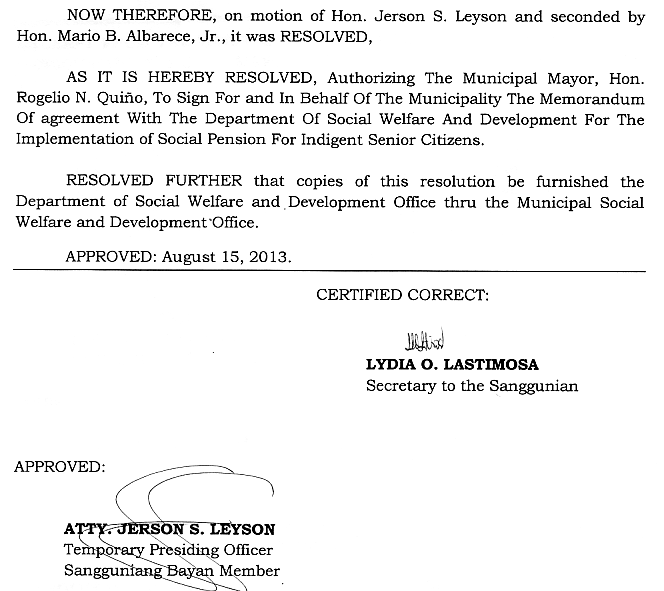 NOW THEREFORE, on motion of Hon. Jerson S. Leyson and seconded by
Hon. Mario B. Albarece, Jr., it was RESOLVED,
AS IT IS HEREBY RESOLVED, Authorizing The Municipal Mayor, Hon.
Rogelio N. Quiño, To Sign For and In Behalf Of The Municipality The Memorandum
Of agreement With The Department Of Social Welfare And Development For The
Implementation of Social Pension For Indigent Senior Citizens.
RESOLVED FURTHER that copies of this resolution be furnished the
Department of Social Welfare and Development Office thru the Municipal Social
Welfare and Development Office.
APPROVED: August 15, 2013.
CERTIFIED CORRECT:
LYDIA O. LASTIMOSA
Secretary to the Sanggunian
APPROVED:
ATTY. JERSON S. LEYSON
Temporary Presiding Officer
Sangguniang Bayan Member